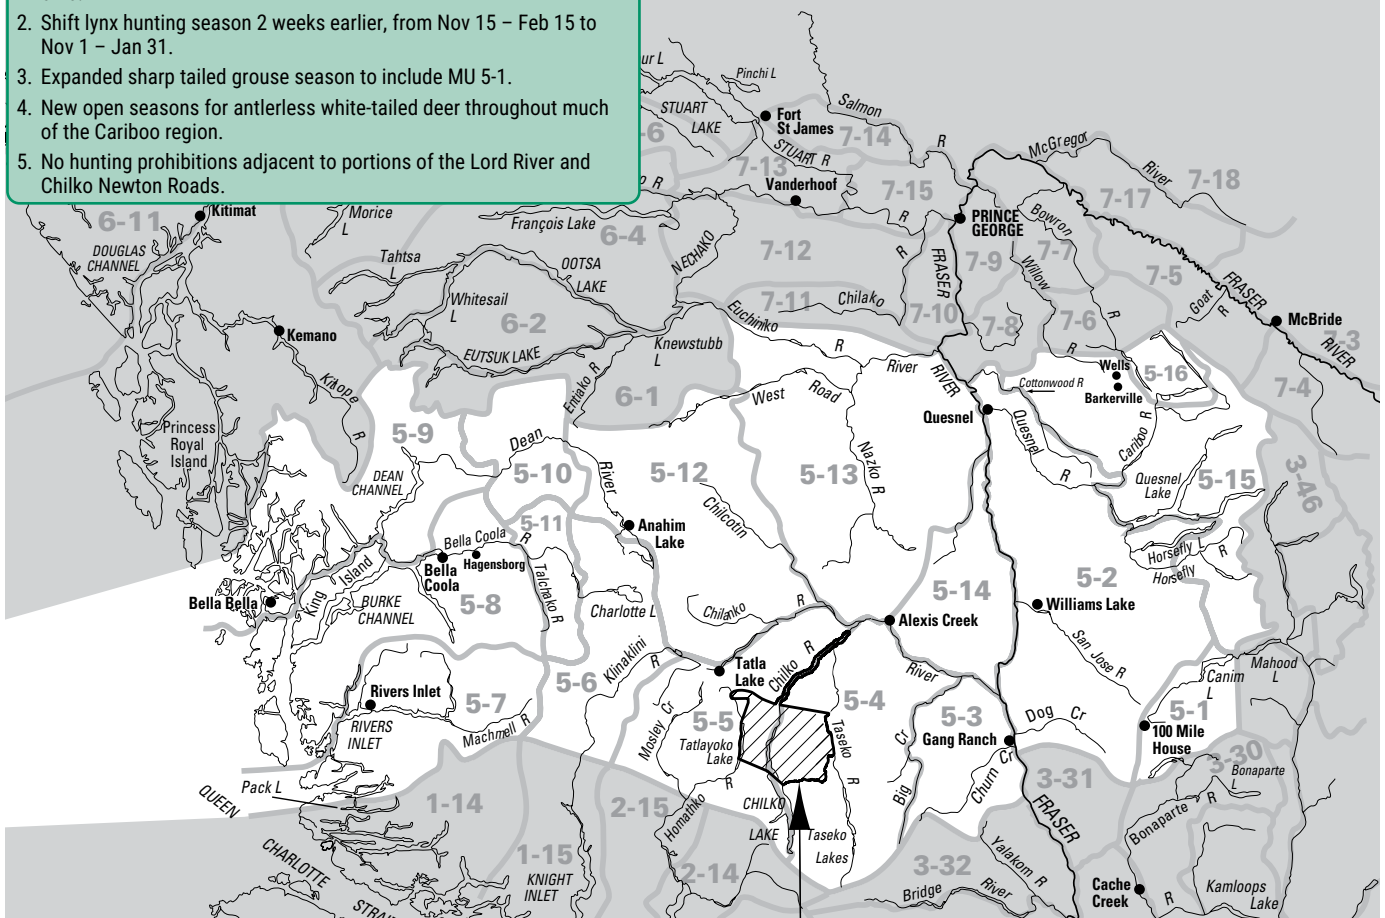 2. Shift lynx hunting season 2 weeks earlier, from Nov 15 – Feb 15 to
Nov 1 – Jan 31.
3. Expanded sharp tailed grouse season to include MU 5-1.
4. New open seasons for antlerless white-tailed deer throughout much
of the Cariboo region.
5. No hunting prohibitions adjacent to portions of the Lord River and
Chilko Newton Roads.
ur L
Pinchi L
STUART
LAKE
-6
Fort
St James
Salmon
R
7-14
STUART R
7-13
Vanderhoof
7-15
R
McGregor
River
7-18
7-17
R
6-11
Kitimat
Morice
L
François Lake
6-4
NECHAKO
7-12
R
PRINCE
GEORGE
Bowron
7-7
7-9
Willow
7-5
DOUGLAS
CHANNEL
Tahtsa
L
OOTSA
LAKE
Whitesail
L
6-2
EUTSUK LAKE
7-11
Chilako
FRASER
7-10
7-8
7-6
R
Goat
R
FRASER
RIVER
McBride
7-3
7-4
Kemano
Kitlope
R
Knewstubb
L
Entiako R
6-1
Euchiniko
R
River
RIVER
West Road
R
Wells
Barkerville
5-16
Cottonwood R
Quesnel
Quesnel
R
Cariboo R
Princess
Royal
Island
5-9
Dean
River
DEAN
CHANNEL
5-10
5-12
5-13
Nazko R
Quesnel
Lake
5-15
3-46
Chilcotin
5-11
Anahim
Lake
Bella Coola
R
Hagensborg
Bella
Coola
Talchako R
Horsefly L
Horsefly
R
5-2
5-14
King Island
Bella Bella
BURKE
CHANNEL
5-8
Charlotte L
Chilanko
R
Alexis Creek
Williams Lake
San Jose R
Klinaklini
R
5-6
Tatla
Lake
Chilko R
River
5-4
Canim
L
Mahood
L
Rivers Inlet
RIVERS
INLET
5-7
Machmell R
Mosley Cr
5-5
Tatlayoko
Lake
Taseko
R
5-3
Gang Ranch
Big
Cr
Dog Cr
5-1
100 Mile
House
Churn Cr
3-31
3-30
Bonaparte
L
Pack L
QUEEN
CHARLOTTE
STRAI
1-14
1-15
KNIGHT
INLET
2-15
Homathko
R
2-14
CHILKO
LAKE
Taseko
Lakes
3-32
Bridge River
Yalakom R
FRASER
Bonaparte R
Cache
Creek
R
Kamloops
Lake